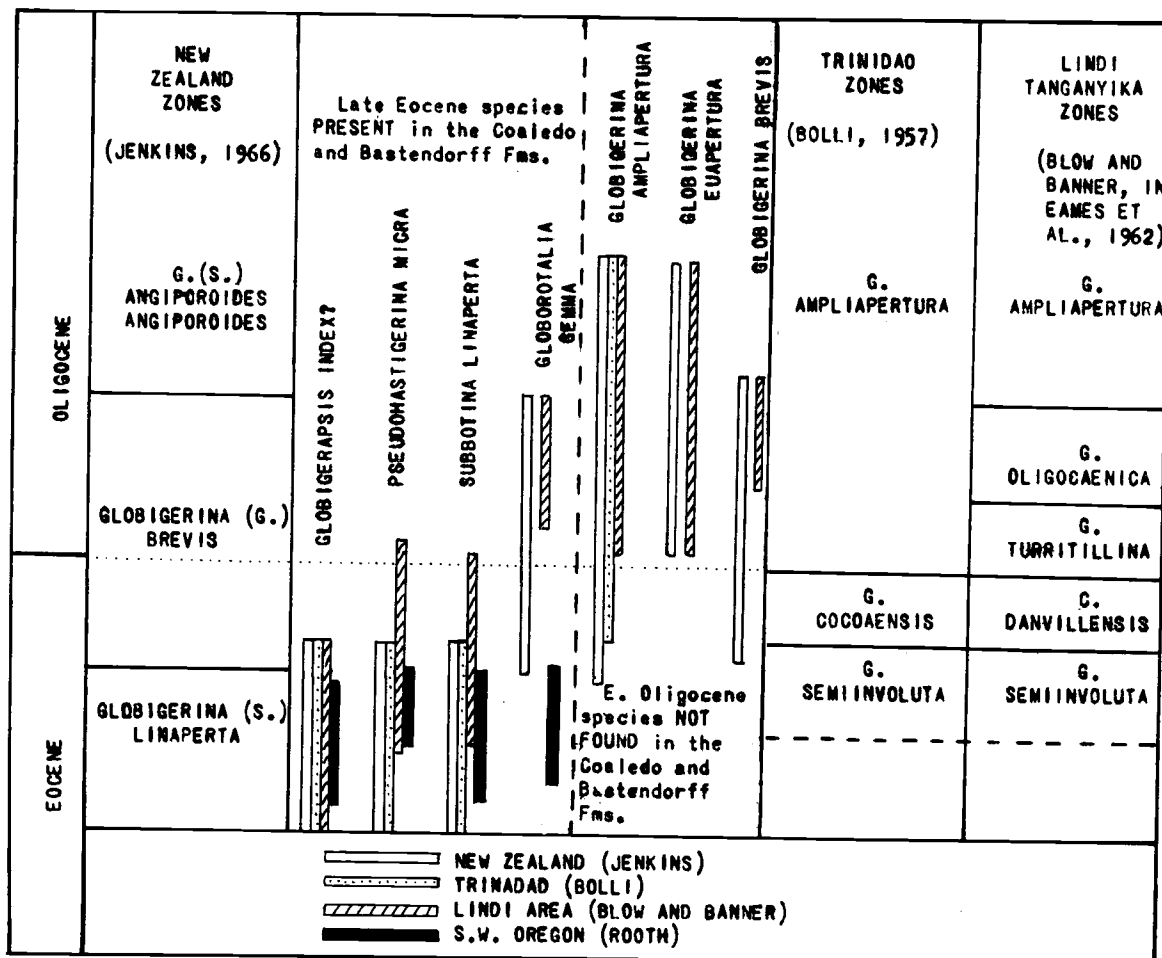 NEW
ZEALAND
ZONES
(JENKINS, 1966)
Late Eocene species
PRESENT in the Coaledo
and Bastendorff Fms.
GLOBIGERINA
AMPLIAPERTURA
GLOBIGERINA
EUAPERTURA
GLOBIGERINA BREVIS
TRINIDAO
ZONES
(BOLLI, 1957)
LINDI
TANGANYIKA
ZONES
(BLOW AND
BANNER, IN
EAMES ET
AL., 1962)
OLIGOCENE
EOCENE
G.(S.)
ANGIPOROIDES
ANGIPOROIDES
GLOBIGERINA (G.)
BREVIS
GLOBIGERINA (S.)
LINAPERTA
GLOBIGERAPSIS INDEX?
PSEUDOHASTIGERINA MICRA
SUBBOTINA LINAPERTA
GLOBOROTALIA
GEMMA
E. Oligocene
species NOT
FOUND in the
Coaledo and
Bastendorff
Fms.
G.
AMPLIAPERTURA
G.
COCOAENSIS
G.
SEMIINVOLUTA
G.
AMPLIAPERTURA
G.
OLIGOCAENICA
G.
TURRITILLINA
C.
DANVILLENSIS
G.
SEMIINVOLUTA
NEW ZEALAND (JENKINS)
TRINADAD (BOLLI)
LINDI AREA (BLOW AND BANNER)
S.W. OREGON (ROOTH)